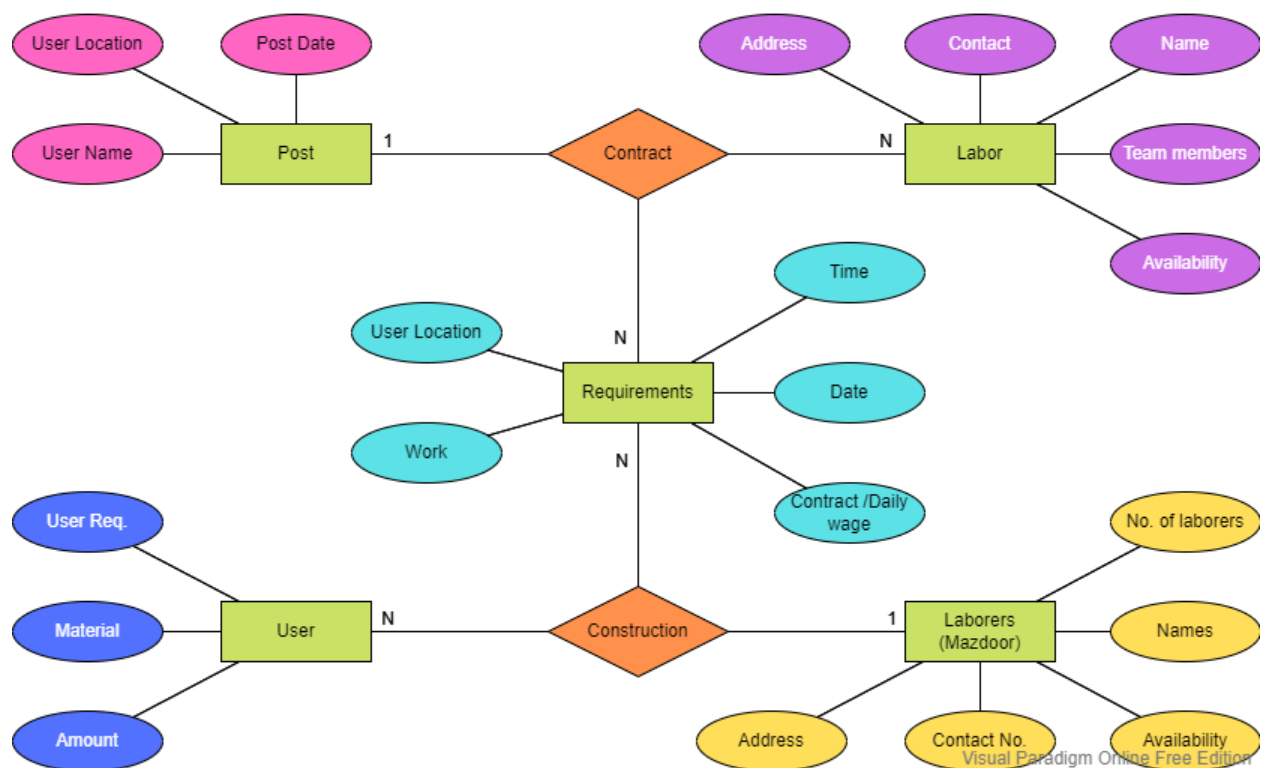 User Location
Post Date
Address
Contact
Name
User Name
Post
1
Contract
N
Labor
Team members
Availability
Time
User Location
N
Requirements
Date
Work
N
Contract /Daily
wage
User Req.
No. of laborers
Material
User
N
Construction
1
Laborers
(Mazdoor)
Names
Amount
Address
Contact No.
Availability
Visual Paradigm Online Free Edition